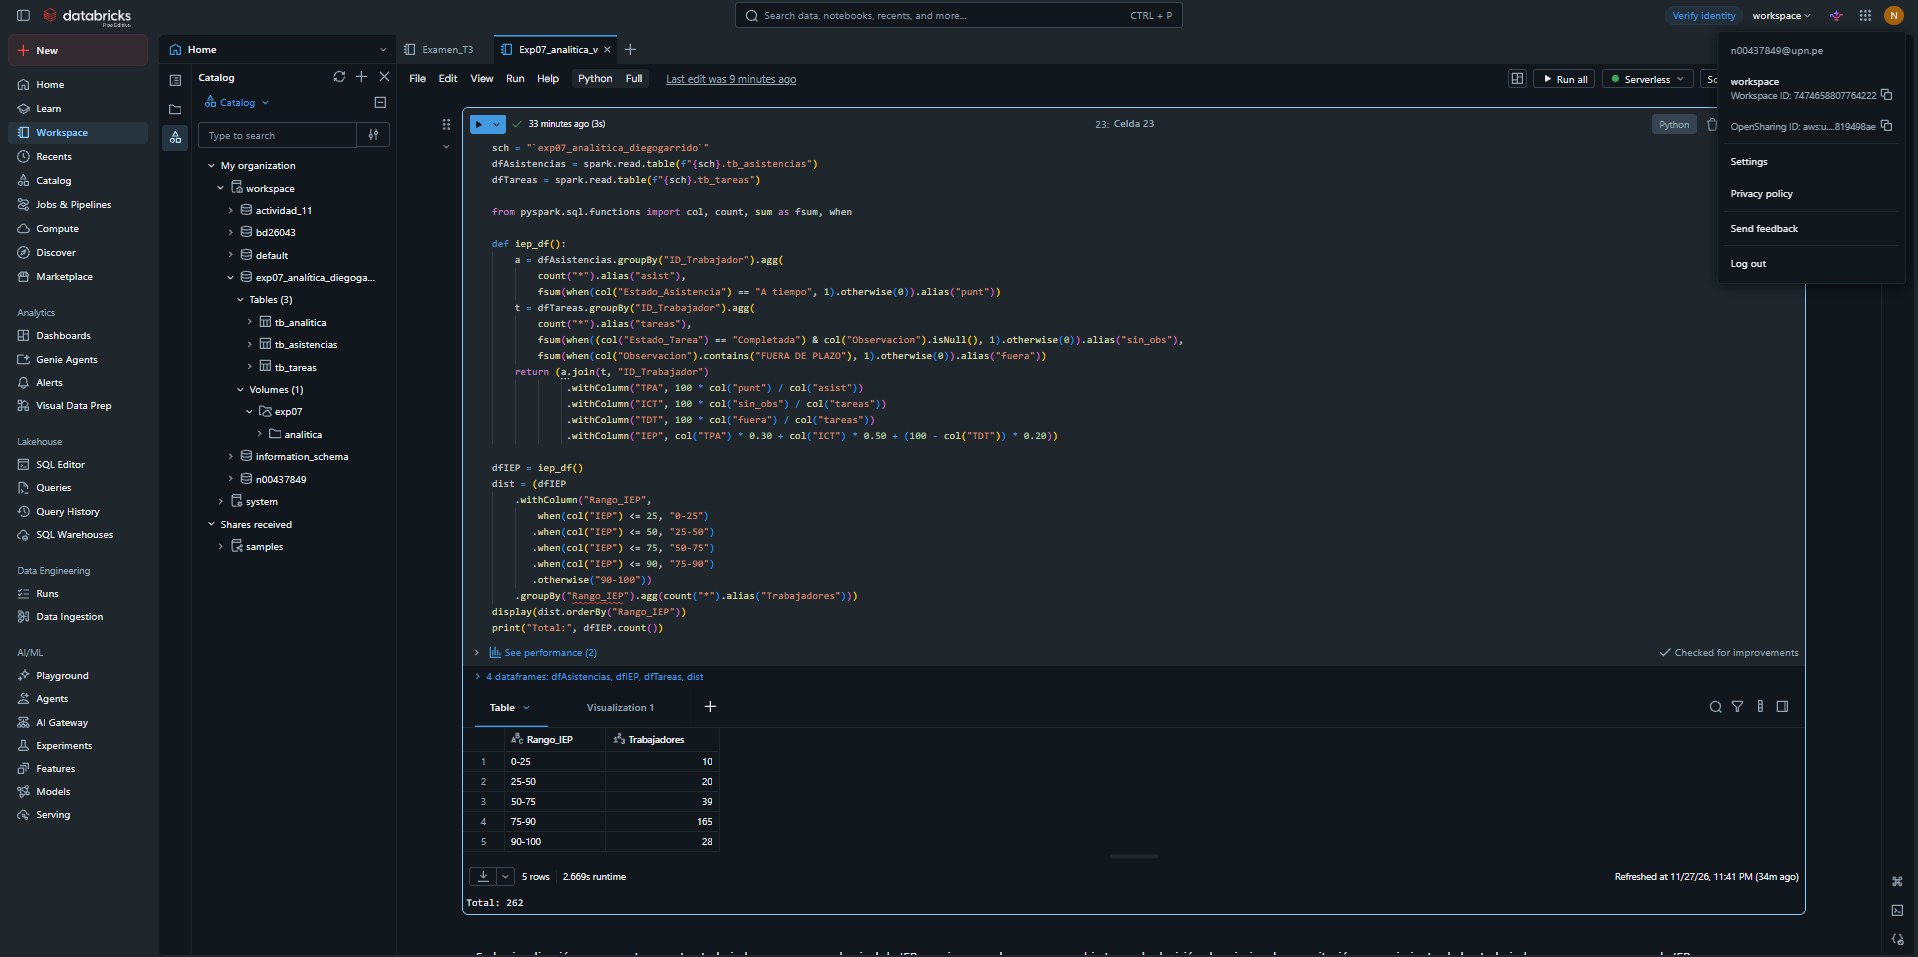 databricks
Free Edition
Search data, notebooks, recents, and more...
CTRL + P
Verify identity
workspace
N
New
Home
Learn
Workspace
Recents
Catalog
Jobs & Pipelines
Compute
Discover
Marketplace
Analytics
Dashboards
Genie Agents
Alerts
Visual Data Prep
Lakehouse
SQL Editor
Queries
Query History
SQL Warehouses
Data Engineering
Runs
Data Ingestion
AI/ML
Playground
Agents
AI Gateway
Experiments
Features
Models
Serving
Home
Catalog
Catalog
Type to search
My organization
workspace
actividad_11
bd26043
default
exp07_analítica_diegoga...
Tables (3)
tb_analitica
tb_asistencias
tb_tareas
Volumes (1)
exp07
analitica
information_schema
n00437849
system
Shares received
samples
Examen_T3
Exp07_analitica_v
File Edit View Run Help Python Full Last edit was 9 minutes ago
Run all
Serverless
Sc
n00437849@upn.pe
workspace
Workspace ID: 7474658807764222
OpenSharing ID: aws:u....819498ae
Settings
Privacy policy
Send feedback
Log out
33 minutes ago (3s)
23: Celda 23
Python
sch = "`exp07_analítica_diegogarrido`"
dfAsistencias = spark.read.table(f"{sch}.tb_asistencias")
dfTareas = spark.read.table(f"{sch}.tb_tareas")
from pyspark.sql.functions import col, count, sum as fsum, when
def iep_df():
a = dfAsistencias.groupBy("ID_Trabajador").agg(
count("*").alias("asist"),
fsum(when(col("Estado_Asistencia") == "A tiempo", 1).otherwise(0)).alias("punt"))
t = dfTareas.groupBy("ID_Trabajador").agg(
count("*").alias("tareas"),
fsum(when((col("Estado_Tarea") == "Completada") & col("Observacion").isNull(), 1).otherwise(0)).alias("sin_obs"),
fsum(when(col("Observacion").contains("FUERA DE PLAZO"), 1).otherwise(0)).alias("fuera"))
return (a.join(t, "ID_Trabajador")
.withColumn("TPA", 100 * col("punt") / col("asist"))
.withColumn("ICT", 100 * col("sin_obs") / col("tareas"))
.withColumn("TDT", 100 * col("fuera") / col("tareas"))
.withColumn("IEP", col("TPA") * 0.30 + col("ICT") * 0.50 + (100 - col("TDT")) * 0.20))
dfIEP = iep_df()
dist = (dfIEP
.withColumn("Rango_IEP",
when(col("IEP") <= 25, "0-25")
.when(col("IEP") <= 50, "25-50")
.when(col("IEP") <= 75, "50-75")
.when(col("IEP") <= 90, "75-90")
.otherwise("90-100"))
.groupBy("Rango_IEP").agg(count("*").alias("Trabajadores")))
display(dist.orderBy("Rango_IEP"))
print("Total:", dfIEP.count())
See performance (2)
Checked for improvements
4 dataframes: dfAsistencias, dfIEP, dfTareas, dist
Table
Visualization 1
Rango_IEP Trabajadores
1 0-25 10
2 25-50 20
3 50-75 39
4 75-90 165
5 90-100 28
5 rows 2.669s runtime
Refreshed at 11/27/26, 11:41 PM (34m ago)
Total: 262